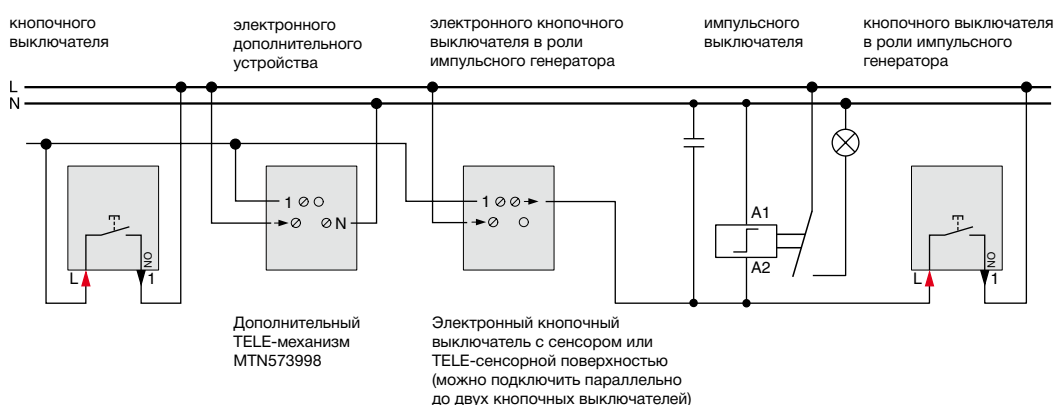 кнопочного
выключателя
электронного
дополнительного
устройства
электронного кнопочного
выключателя в роли
импульсного генератора
импульсного
выключателя
кнопочного выключателя
в роли импульсного
генератора
L
N
L
1
ON
1
N
1
A1
A2
L
1
ON
Дополнительный
TELE-механизм
MTN573998
Электронный кнопочный
выключатель с сенсором или
TELE-сенсорной поверхностью
(можно подключить параллельно
до двух кнопочных выключателей)